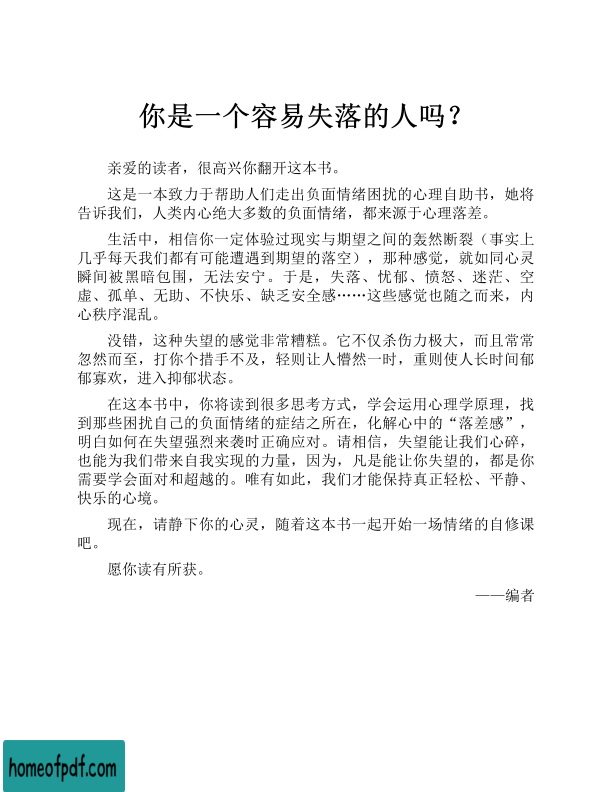 你是一个容易失落的人吗？
亲爱的读者，很高兴你翻开这本书。
这是一本致力于帮助人们走出负面情绪困扰的心理自助书，她将
告诉我们，人类内心绝大多数的负面情绪，都来源于心理落差。
生活中，相信你一定体验过现实与期望之间的轰然断裂（事实上
几乎每天我们都有可能遭遇到期望的落空），那种感觉，就如同心灵
瞬间被黑暗包围，无法安宁。于是，失落、忧郁、愤怒、迷茫、空
虚、孤单、无助、不快乐、缺乏安全感……这些感觉也随之而来，内
心秩序混乱。
没错，这种失望的感觉非常糟糕。它不仅杀伤力极大，而且常常
忽然而至，打你个措手不及，轻则让人懵然一时，重则使人长时间郁
郁寡欢，进入抑郁状态。
在这本书中，你将读到很多思考方式，学会运用心理学原理，找
到那些困扰自己的负面情绪的症结之所在，化解心中的“落差感”，
明白如何在失望强烈来袭时正确应对。请相信，失望能让我们心碎，
也能为我们带来自我实现的力量，因为，凡是能让你失望的，都是你
需要学会面对和超越的。唯有如此，我们才能保持真正轻松、平静、
快乐的心境。
现在，请静下你的心灵，随着这本书一起开始一场情绪的自修课
吧。
愿你读有所获。
——编者
homeofpdf.com